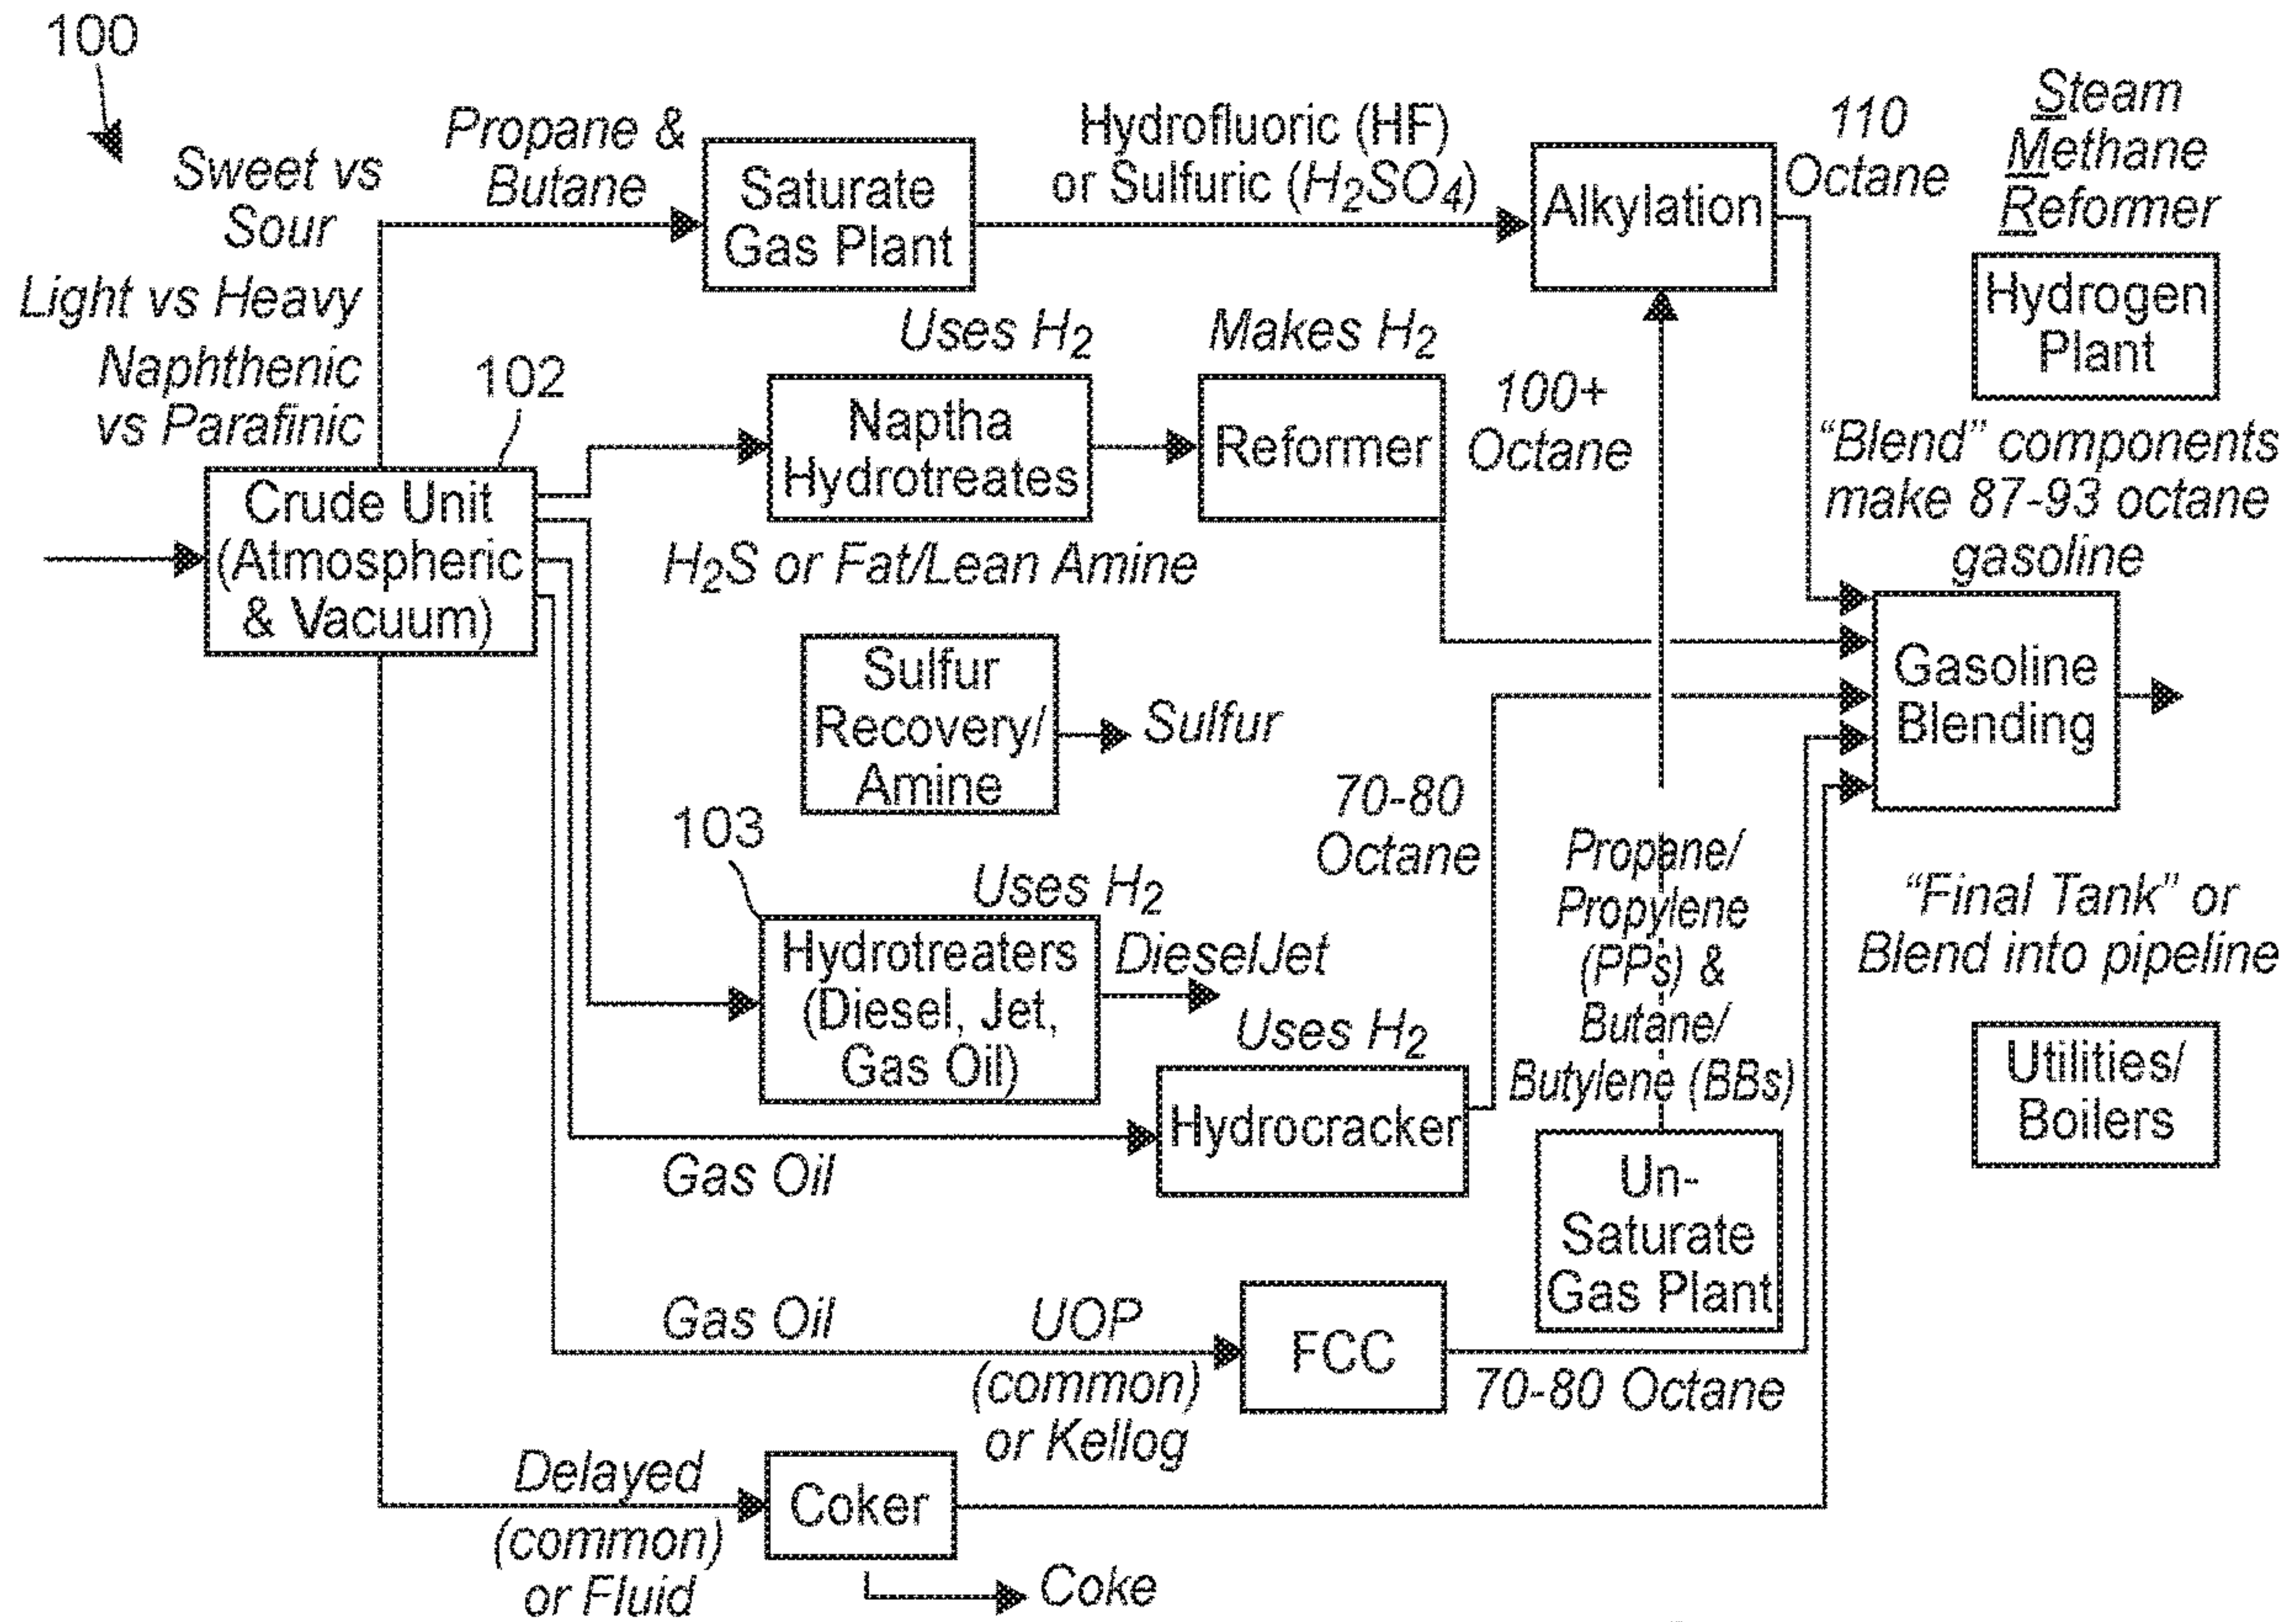 100
Sweet vs
Sour
Light vs Heavy
Naphthenic
vs Parafinic
102
Crude Unit
(Atmospheric
& Vacuum)
Propane &
Butane
Saturate
Gas Plant
Hydrofluoric (HF)
or Sulfuric (H2SO4)
Alkylation
110
Octane
Steam
Methane
Reformer
Hydrogen
Plant
Uses H2
Naptha
Hydrotreates
Makes H2
Reformer
100+
Octane
“Blend” components
make 87-93 octane
gasoline
H2S or Fat/Lean Amine
Sulfur
Recovery/
Amine
Sulfur
Gasoline
Blending
103
Uses H2
Hydrotreaters
(Diesel, Jet,
Gas Oil)
DieselJet
70-80
Octane
Propane/
Propylene
(PPs) &
Butane/
Butylene (BBs)
“Final Tank” or
Blend into pipeline
Uses H2
Hydrocracker
Gas Oil
Un-
Saturate
Gas Plant
Utilities/
Boilers
Gas Oil
UOP
(common)
or Kellog
FCC
70-80 Octane
Delayed
(common)
or Fluid
Coker
Coke